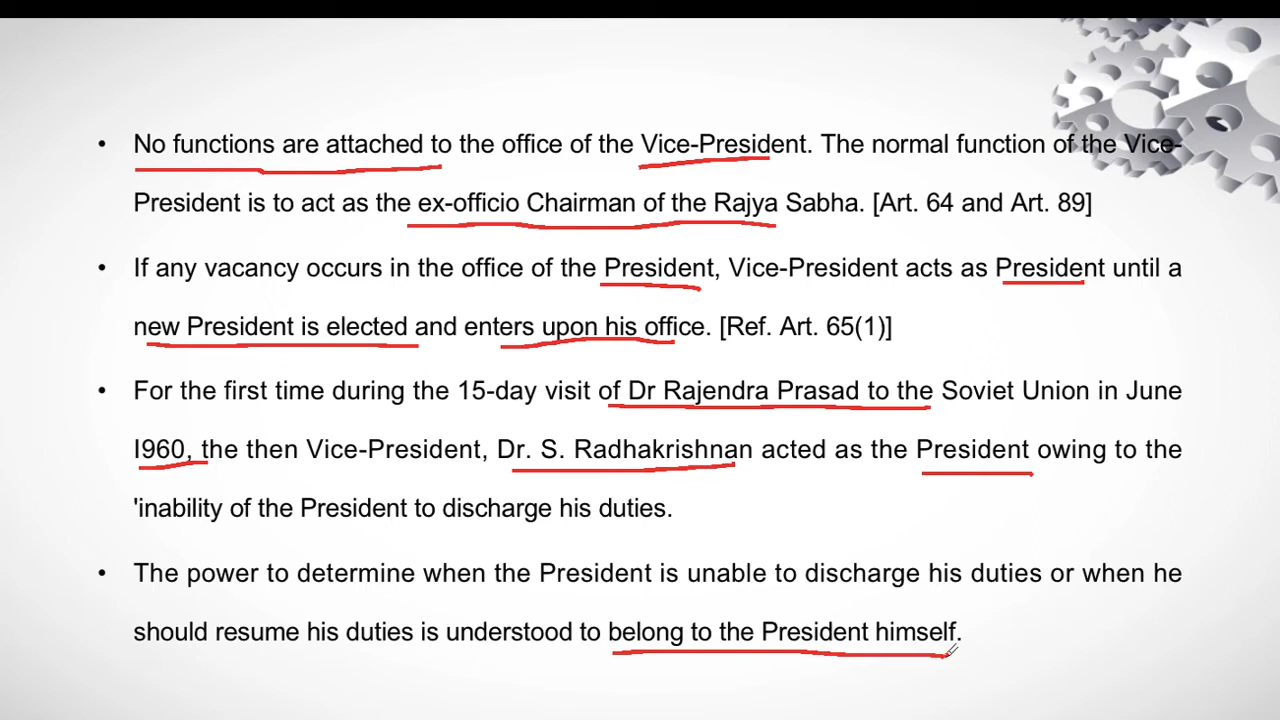 • No functions are attached to the office of the Vice-President. The normal function of the Vice-
President is to act as the ex-officio Chairman of the Rajya Sabha. [Art. 64 and Art. 89]
• If any vacancy occurs in the office of the President, Vice-President acts as President until a
new President is elected and enters upon his office. [Ref. Art. 65(1)]
• For the first time during the 15-day visit of Dr Rajendra Prasad to the Soviet Union in June
I960, the then Vice-President, Dr. S. Radhakrishnan acted as the President owing to the
'inability of the President to discharge his duties.
• The power to determine when the President is unable to discharge his duties or when he
should resume his duties is understood to belong to the President himself.